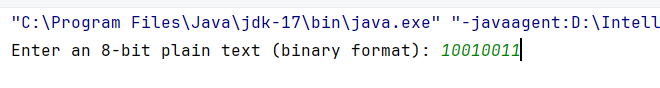 "C:\Program Files\Java\jdk-17\bin\java.exe" "-javaagent:D:\Intell
Enter an 8-bit plain text (binary format): 10010011